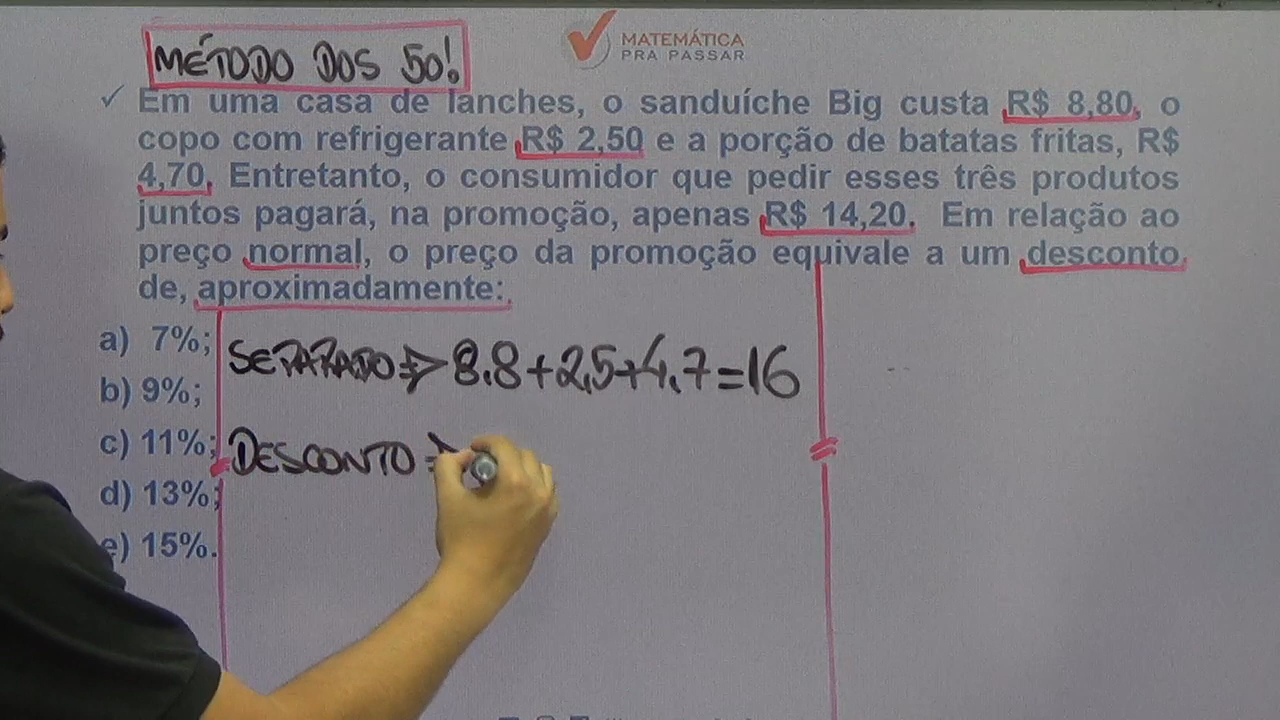 MÉTODO DOS 50!
MATEMÁTICA
PRA PASSAR
✓ Em uma casa de lanches, o sanduíche Big custa R$ 8,80, o
copo com refrigerante R$ 2,50 e a porção de batatas fritas, R$
4,70. Entretanto, o consumidor que pedir esses três produtos
juntos pagará, na promoção, apenas R$ 14,20. Em relação ao
preço normal, o preço da promoção equivale a um desconto
de, aproximadamente:
a) 7%;
SEPARADO ⇒ 8.8+2,5+4.7=16
b) 9%;
c) 11%;
DESCONTO
d) 13%;
e) 15%.